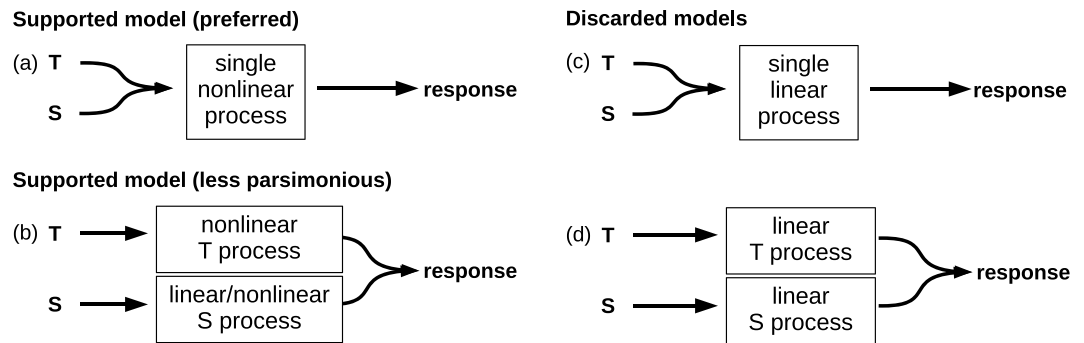 Supported model (preferred)
(a) T
S
single
nonlinear
process
response
Supported model (less parsimonious)
(b) T
nonlinear
T process
S
linear/nonlinear
S process
response
Discarded models
(c) T
S
single
linear
process
response
(d) T
linear
T process
S
linear
S process
response